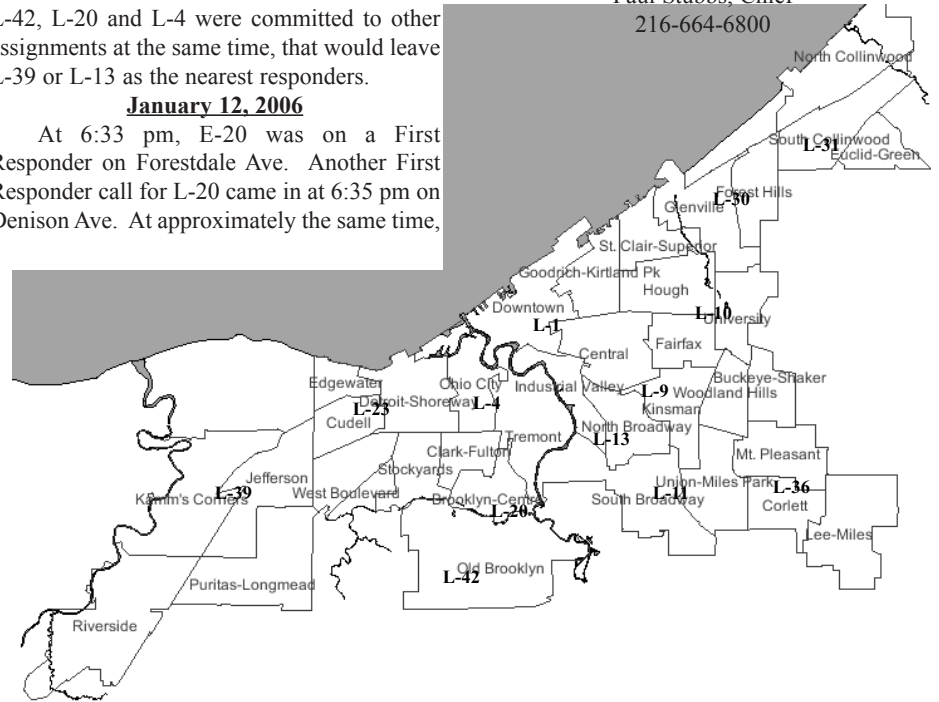 L-42, L-20 and L-4 were committed to other
assignments at the same time, that would leave
L-39 or L-13 as the nearest responders.
January 12, 2006
At 6:33 pm, E-20 was on a First
Responder on Forestdale Ave. Another First
Responder call for L-20 came in at 6:35 pm on
Denison Ave. At approximately the same time,
Paul Stubbs, Chief
216-664-6800
North Collinwood
South Collinwood
L-31
Euclid-Green
Forest Hills
L-30
Glenville
St. Clair-Superior
Goodrich-Kirtland Pk
Hough
Downtown
L-10
University
L-1
Fairfax
Central
Buckeye-Shaker
Edgewater
Ohio City
Industrial Valley
L-9
Woodland Hills
Detroit-Shoreway
L-4
L-23
Kinsman
Cudell
North Broadway
Tremont
L-13
Clark-Fulton
Mt. Pleasant
Stockyards
Jefferson
Union-Miles Park
L-36
Kamm's Corners
L-39
West Boulevard
Brooklyn-Centre
South Broadway
L-11
Corlett
L-20
Lee-Miles
Old Brooklyn
L-42
Puritas-Longmead
Riverside